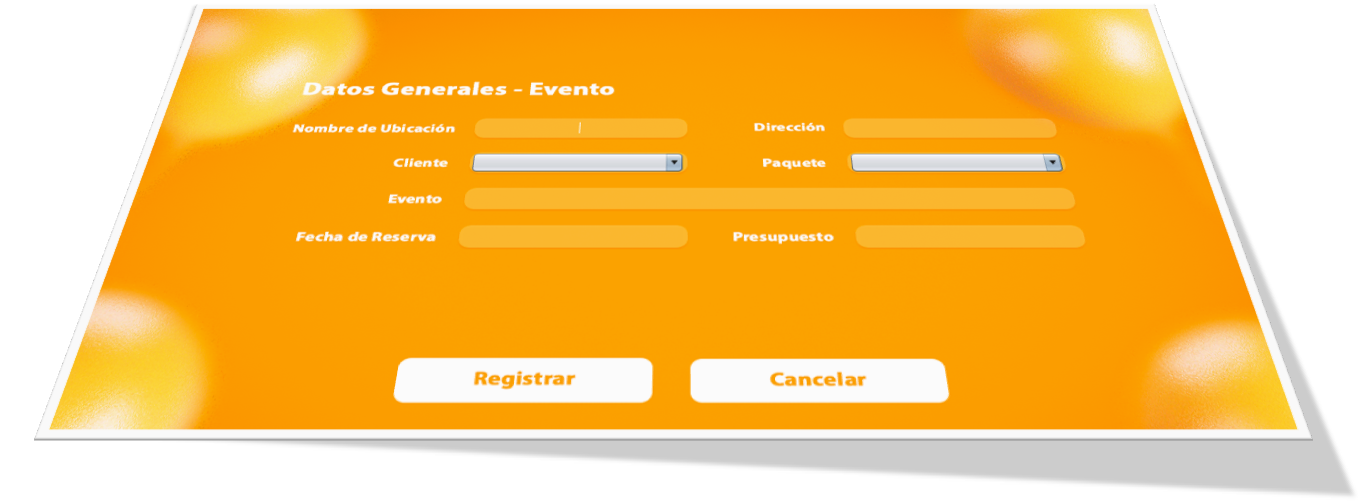 Datos Generales - Evento
Nombre de Ubicación Dirección
Cliente Paquete
Evento
Fecha de Reserva Presupuesto
Registrar Cancelar